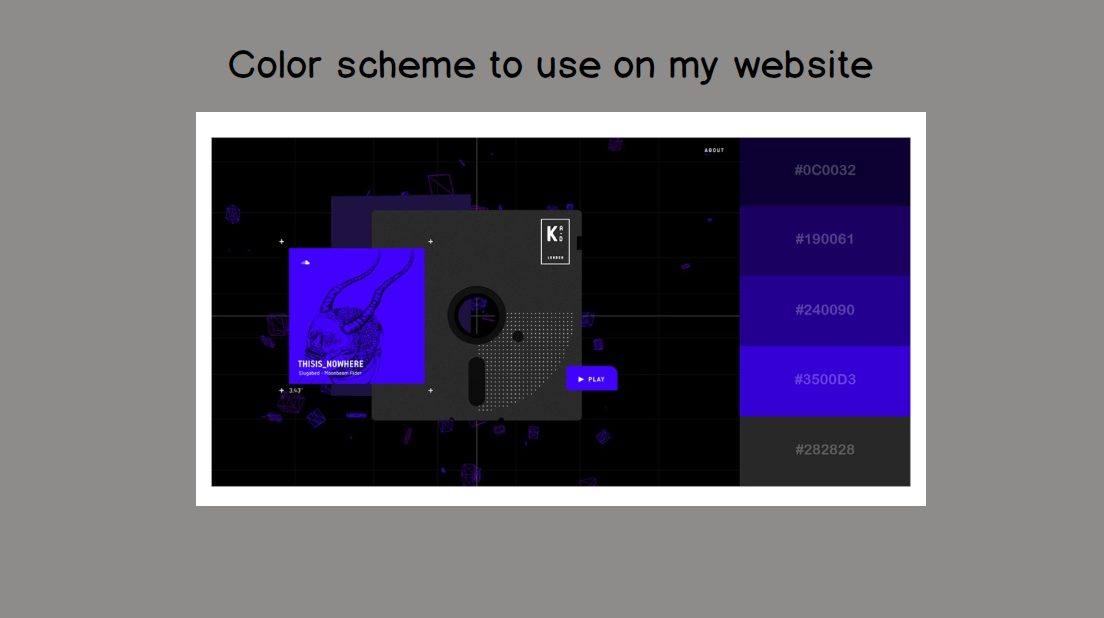 Color scheme to use on my website
ABOUT
#0C0032
K R&D
LONDON
#190061
#240090
THISIS_NOWHERE
Slugabed - Moonbeam Rider
▶ PLAY
#3500D3
3.43"
#282828